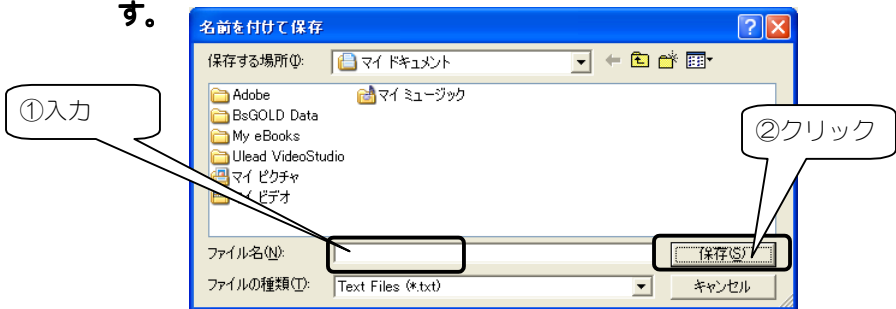 す。
名前を付けて保存
保存する場所(I):
マイ ドキュメント
Adobe
マイ ミュージック
BsGOLD Data
My eBooks
Ulead VideoStudio
マイ ピクチャ
マイ ビデオ
①入力
②クリック
ファイル名(N):
保存(S)
ファイルの種類(T):
Text Files (*.txt)
キャンセル